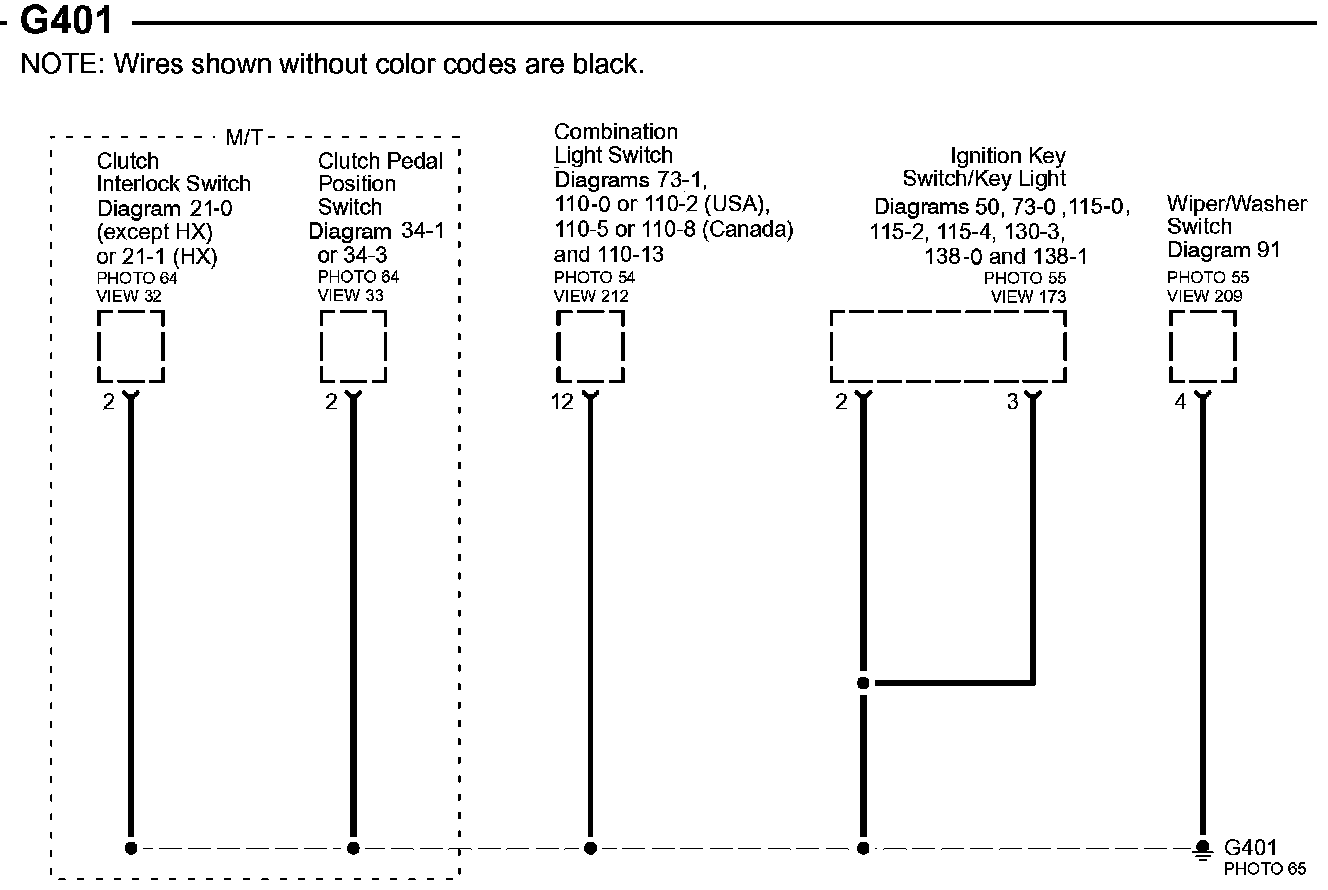 G401
NOTE: Wires shown without color codes are black.
M/T
Clutch
Interlock Switch
Diagram 21-0
(except HX)
or 21-1 (HX)
PHOTO 64
VIEW 32
2
Clutch Pedal
Position
Switch
Diagram 34-1
or 34-3
PHOTO 64
VIEW 33
2
Combination
Light Switch
Diagrams 73-1,
110-0 or 110-2 (USA),
110-5 or 110-8 (Canada)
and 110-13
PHOTO 54
VIEW 212
12
Ignition Key
Switch/Key Light
Diagrams 50, 73-0 ,115-0,
115-2, 115-4, 130-3,
138-0 and 138-1
PHOTO 55
VIEW 173
2
3
Wiper/Washer
Switch
Diagram 91
PHOTO 55
VIEW 209
4
G401
PHOTO 65